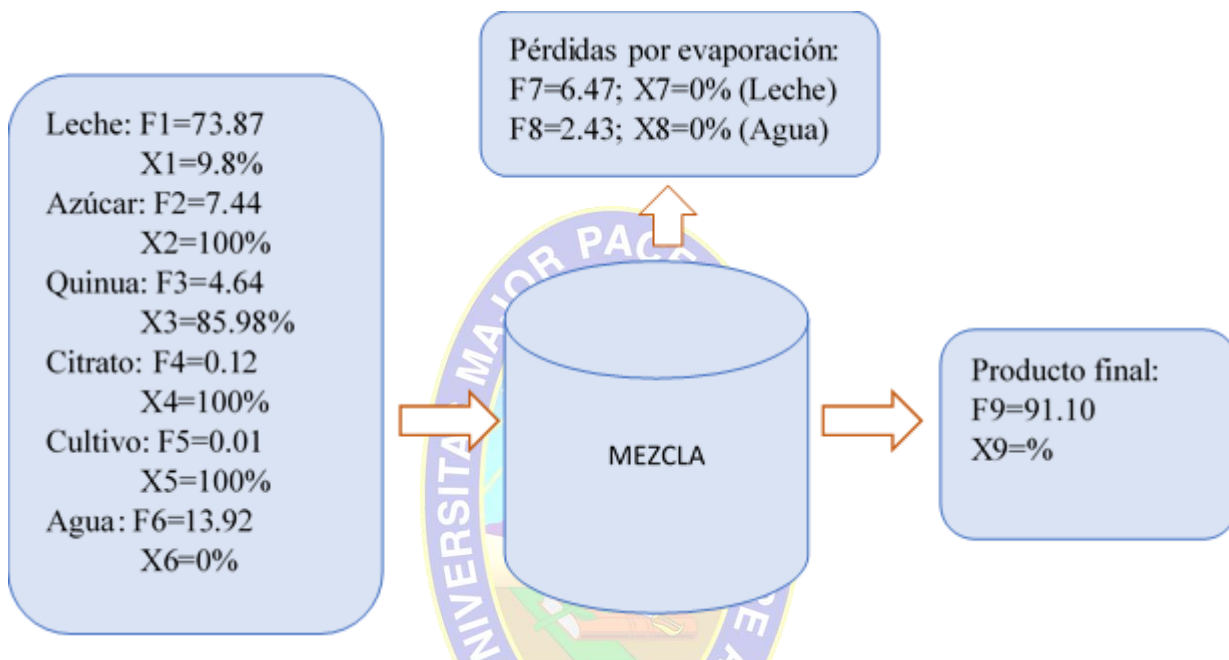 Leche: F1=73.87
X1=9.8%
Azúcar: F2=7.44
X2=100%
Quinua: F3=4.64
X3=85.98%
Citrato: F4=0.12
X4=100%
Cultivo: F5=0.01
X5=100%
Agua: F6=13.92
X6=0%
Pérdidas por evaporación:
F7=6.47; X7=0% (Leche)
F8=2.43; X8=0% (Agua)
MEZCLA
Producto final:
F9=91.10
X9=%